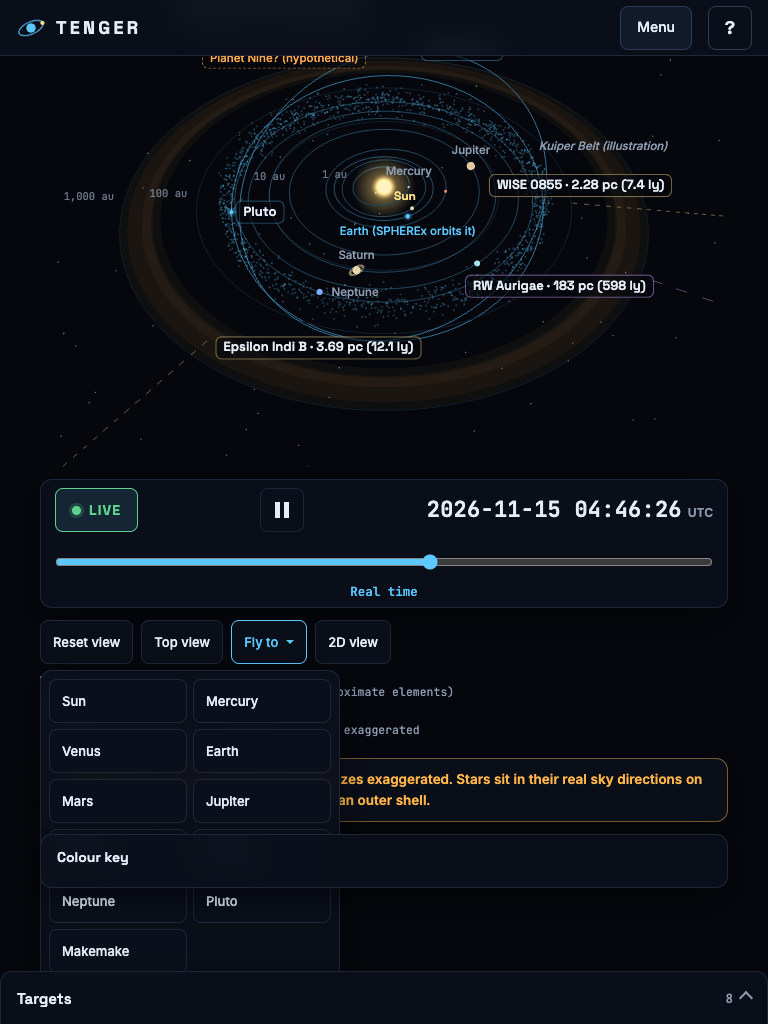 TENGER
Menu
?
Planet Nine? (hypothetical)
Jupiter
Kuiper Belt (illustration)
10 au
1 au
Mercury
WISE 0855 · 2.28 pc (7.4 ly)
1,000 au
100 au
Sun
Pluto
Earth (SPHEREx orbits it)
Saturn
RW Aurigae · 183 pc (598 ly)
Neptune
Epsilon Indi B · 3.69 pc (12.1 ly)
LIVE
2026-11-15 04:46:26 UTC
Real time
Reset view
Top view
Fly to
2D view
Sun
Mercury
oximate elements)
Venus
Earth
exaggerated
Mars
Jupiter
zes exaggerated. Stars sit in their real sky directions on
an outer shell.
Colour key
Neptune
Pluto
Makemake
Targets
8